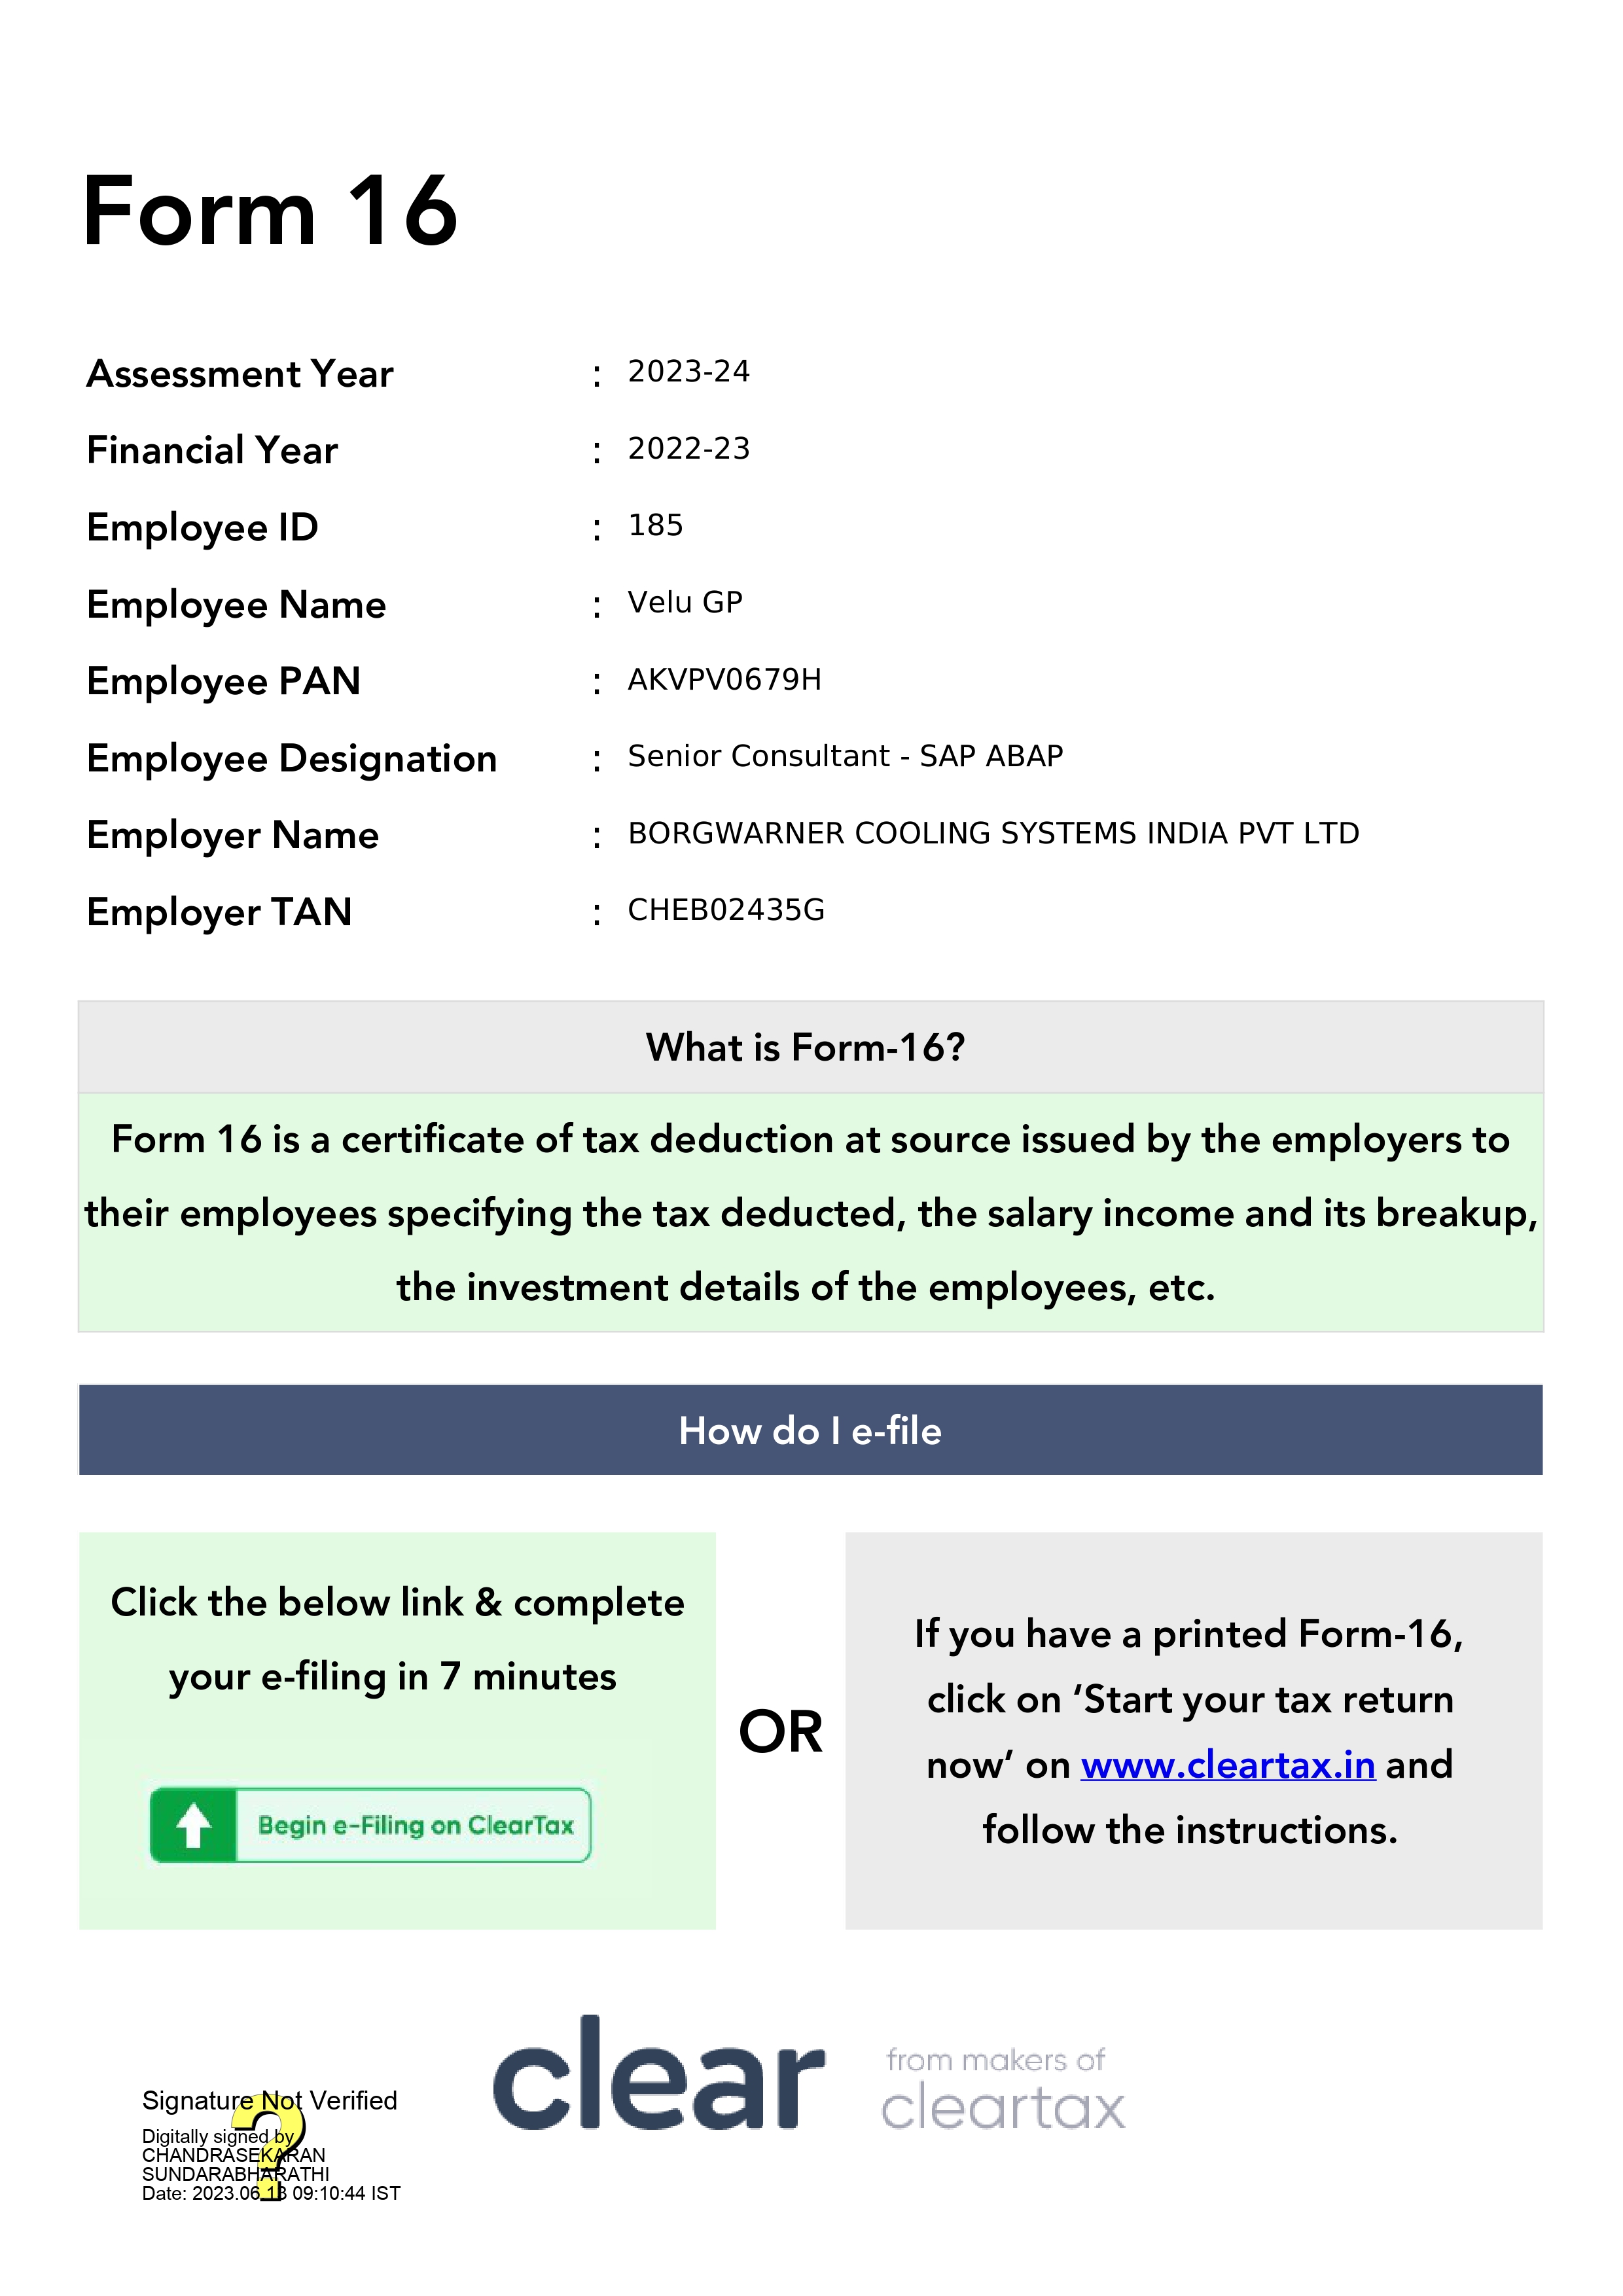 Form 16
Assessment Year : 2023-24
Financial Year : 2022-23
Employee ID : 185
Employee Name : Velu GP
Employee PAN : AKVPV0679H
Employee Designation : Senior Consultant - SAP ABAP
Employer Name : BORGWARNER COOLING SYSTEMS INDIA PVT LTD
Employer TAN : CHEB02435G
What is Form-16?
Form 16 is a certificate of tax deduction at source issued by the employers to
their employees specifying the tax deducted, the salary income and its breakup,
the investment details of the employees, etc.
How do I e-file
Click the below link & complete
your e-filing in 7 minutes
Begin e-Filing on ClearTax
OR
If you have a printed Form-16,
click on ‘Start your tax return
now’ on www.cleartax.in and
follow the instructions.
clear
from makers of
cleartax
Signature Not Verified
Digitally signed by
CHANDRASEKARAN
SUNDARABHARATHI
Date: 2023.06.13 09:10:44 IST